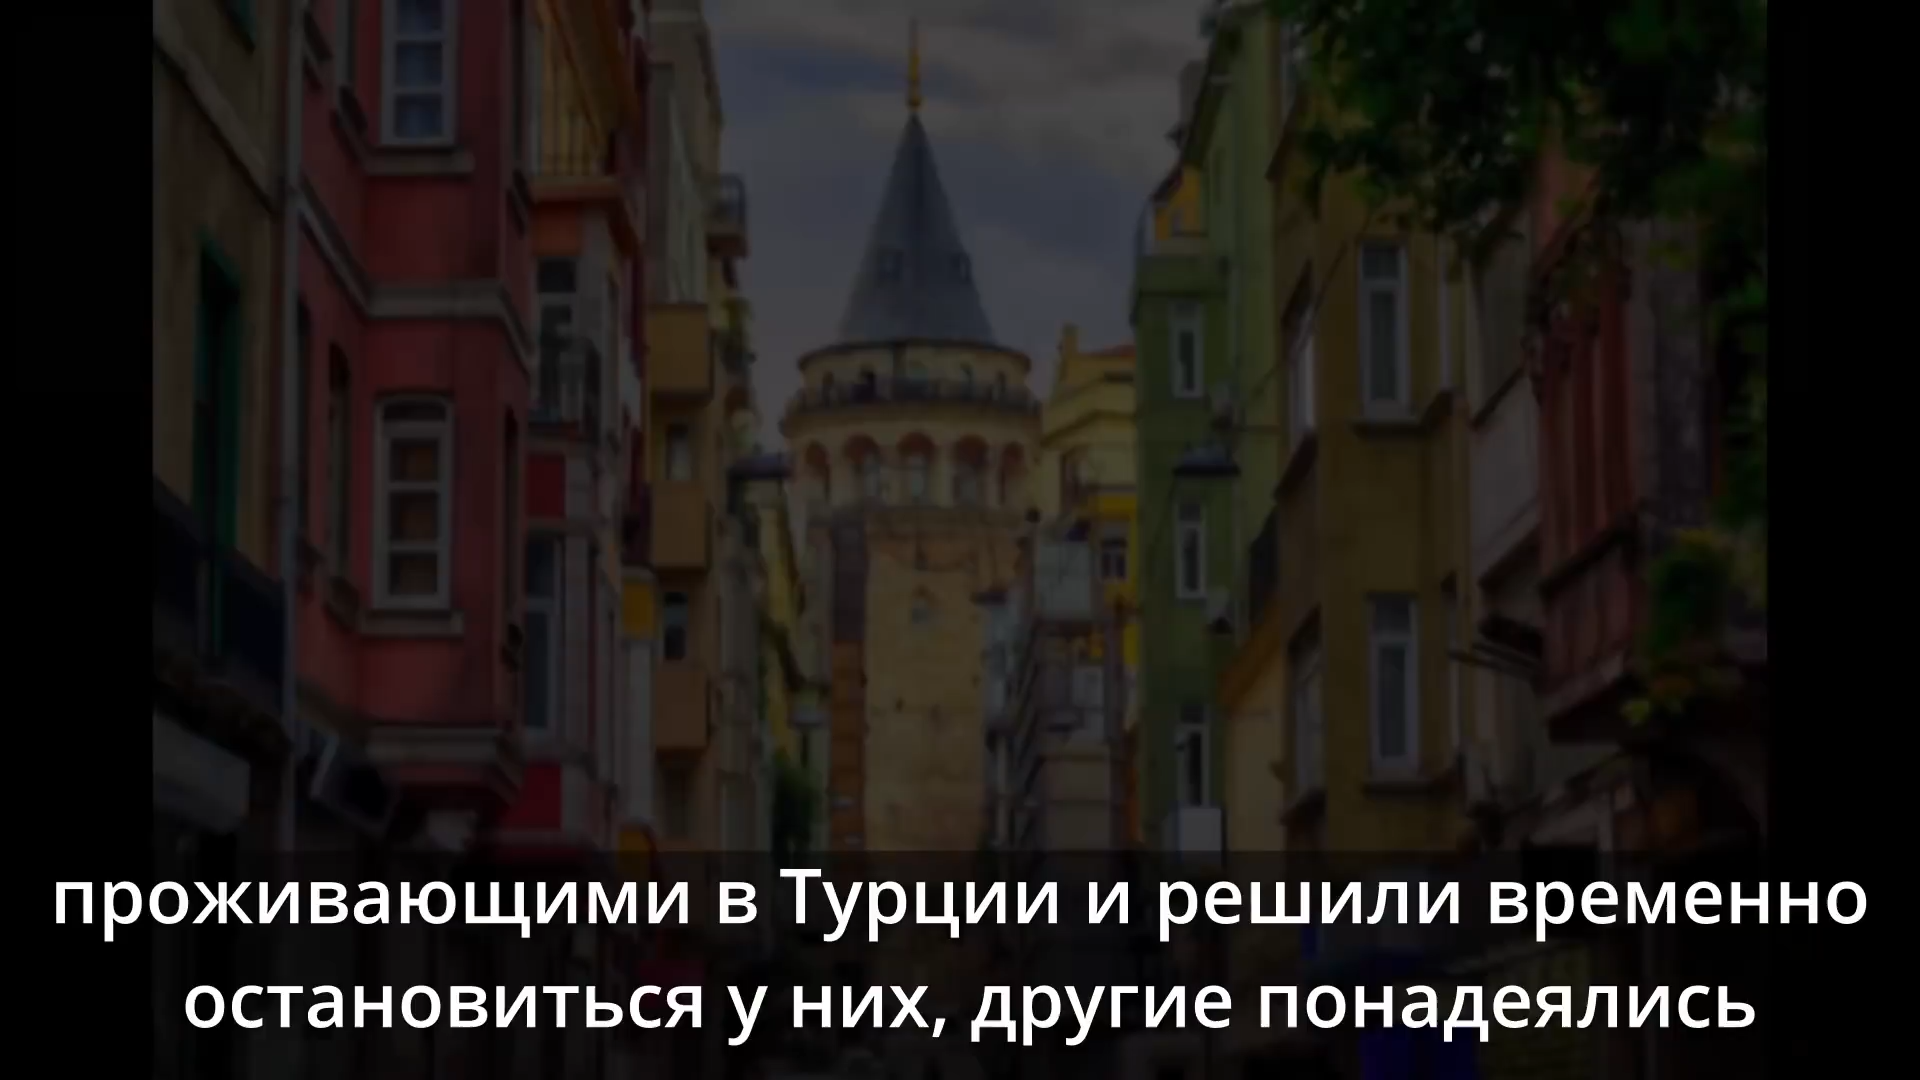 проживающими в Турции и решили временно
остановиться у них, другие понадеялись